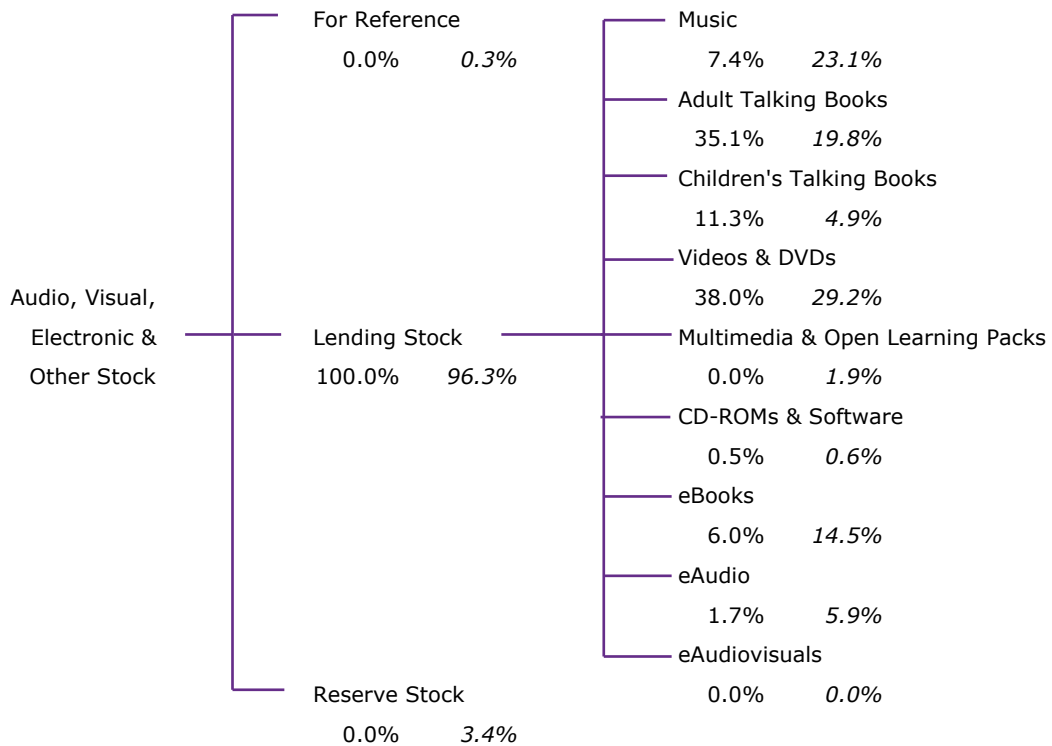 Audio, Visual,
Electronic &
Other Stock
For Reference
0.0% 0.3%
Lending Stock
100.0% 96.3%
Reserve Stock
0.0% 3.4%
Music
7.4% 23.1%
Adult Talking Books
35.1% 19.8%
Children's Talking Books
11.3% 4.9%
Videos & DVDs
38.0% 29.2%
Multimedia & Open Learning Packs
0.0% 1.9%
CD-ROMs & Software
0.5% 0.6%
eBooks
6.0% 14.5%
eAudio
1.7% 5.9%
eAudiovisuals
0.0% 0.0%